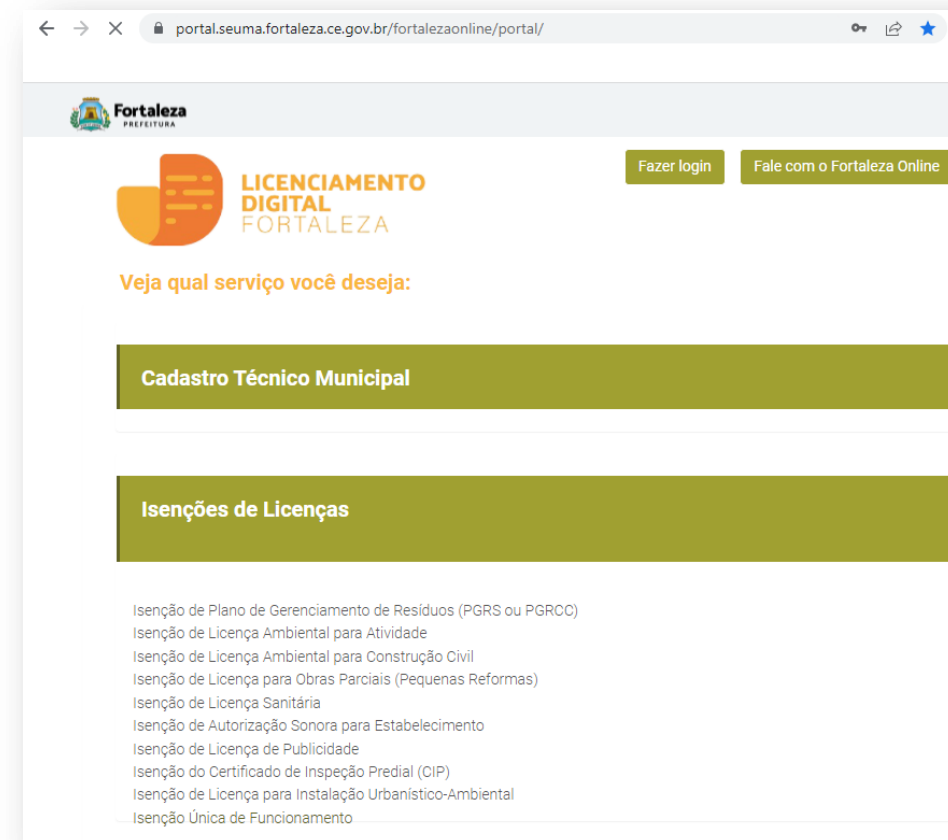 portal.seuma.fortaleza.ce.gov.br/fortalezaonline/portal/
Fortaleza
PREFEITURA
Fazer login
Fale com o Fortaleza Online
LICENCIAMENTO
DIGITAL
FORTALEZA
Veja qual serviço você deseja:
Cadastro Técnico Municipal
Isenções de Licenças
Isenção de Plano de Gerenciamento de Resíduos (PGRS ou PGRCC)
Isenção de Licença Ambiental para Atividade
Isenção de Licença Ambiental para Construção Civil
Isenção de Licença para Obras Parciais (Pequenas Reformas)
Isenção de Licença Sanitária
Isenção de Autorização Sonora para Estabelecimento
Isenção de Licença de Publicidade
Isenção do Certificado de Inspeção Predial (CIP)
Isenção de Licença para Instalação Urbanístico-Ambiental
Isenção Única de Funcionamento